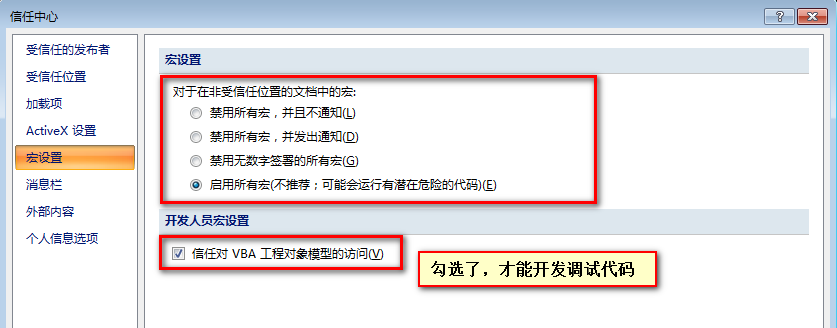 信任中心
受信任的发布者
受信任位置
加载项
ActiveX 设置
宏设置
消息栏
外部内容
个人信息选项
宏设置
对于在非受信任位置的文档中的宏:
禁用所有宏，并且不通知(L)
禁用所有宏，并发出通知(D)
禁用无数字签署的所有宏(G)
启用所有宏(不推荐；可能会运行有潜在危险的代码)(E)
开发人员宏设置
信任对 VBA 工程对象模型的访问(V)
勾选了，才能开发调试代码